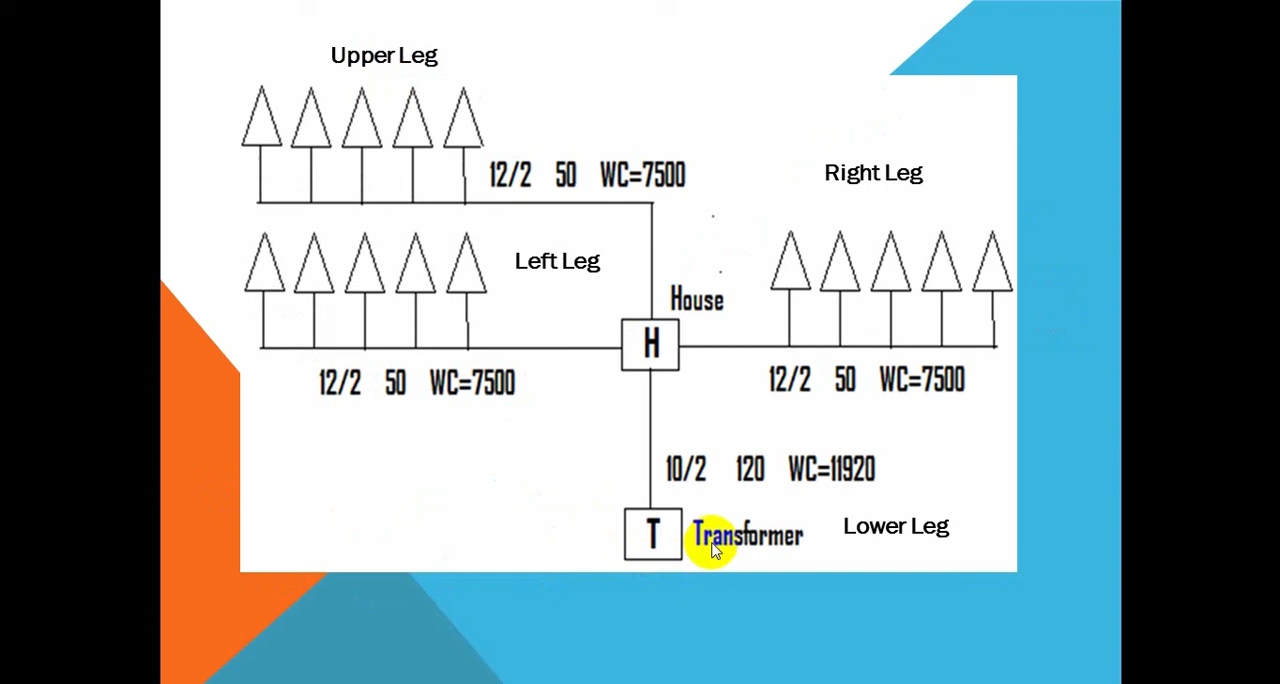 Upper Leg
12/2 50 WC=7500
Right Leg
Left Leg
House
H
12/2 50 WC=7500
12/2 50 WC=7500
10/2 120 WC=11920
T
Transformer
Lower Leg